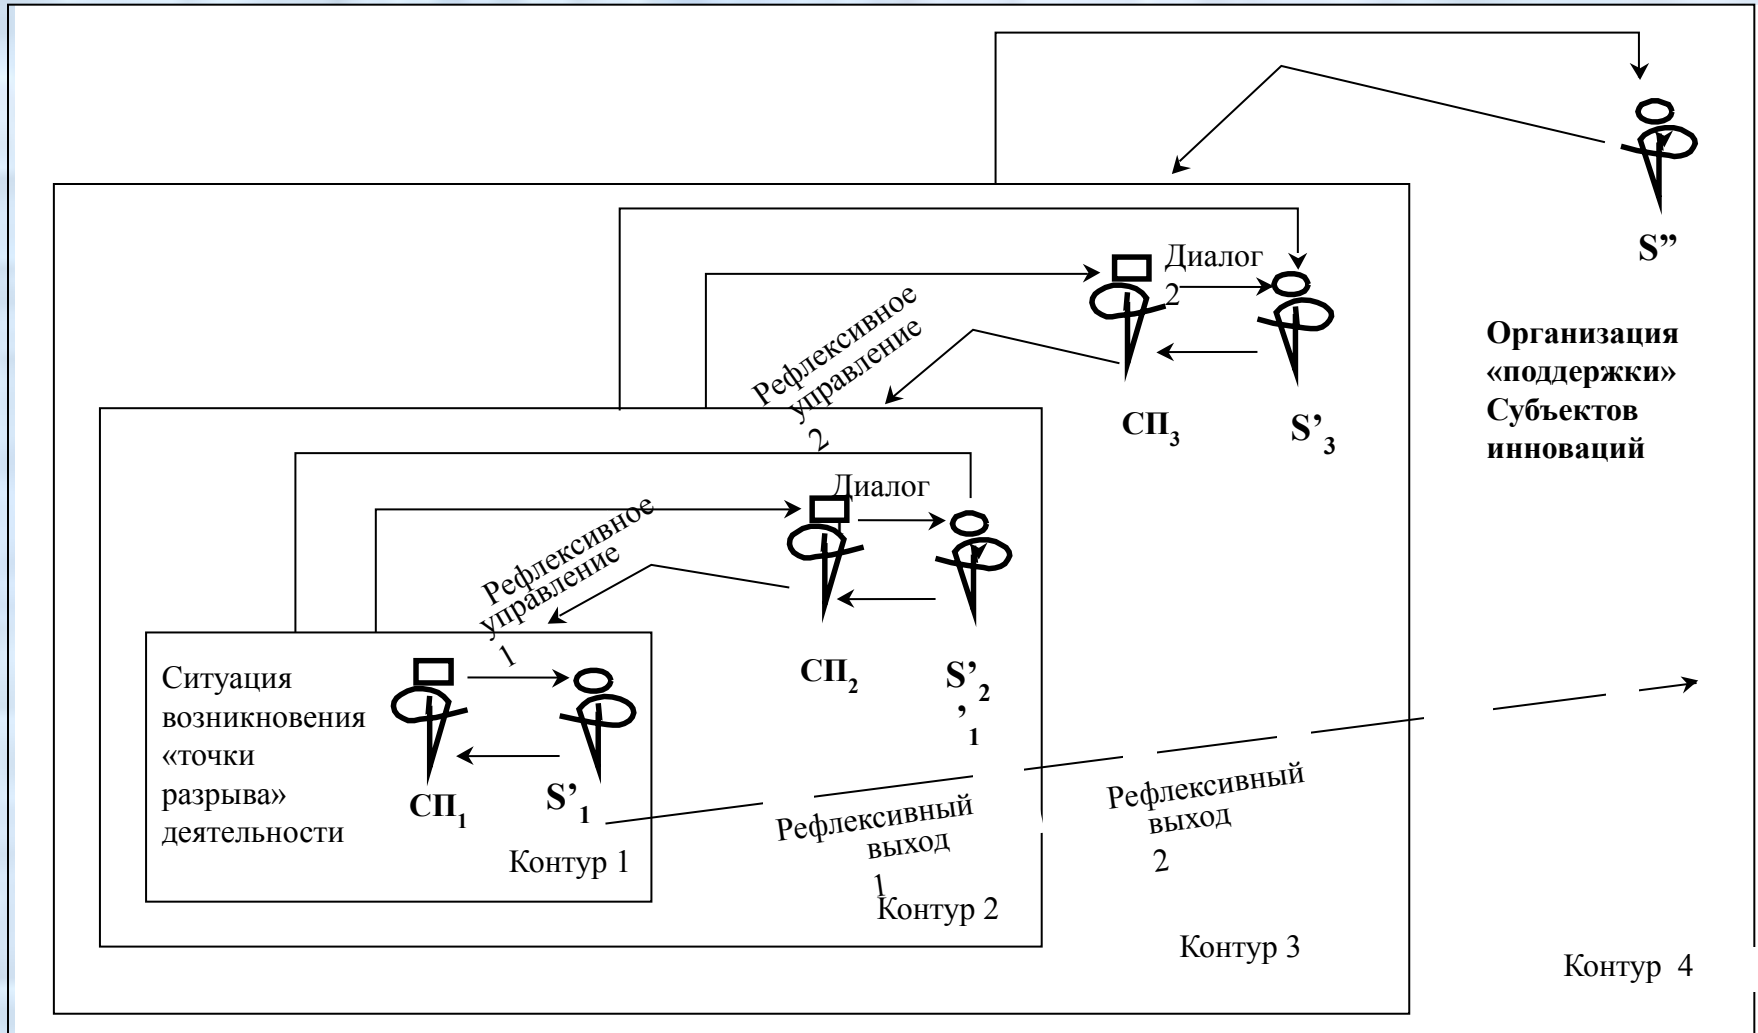 S”
Диалог
2
Рефлексивное
управление
2
Организация
«поддержки»
Субъектов
инноваций
СП3
S’3
Диалог
Рефлексивное
управление
1
СП2
S’2
’1
Ситуация
возникновения
«точки
разрыва»
деятельности
СП1
S’1
Контур 1
Рефлексивный
выход
1
Контур 2
Рефлексивный
выход
2
Контур 3
Контур 4